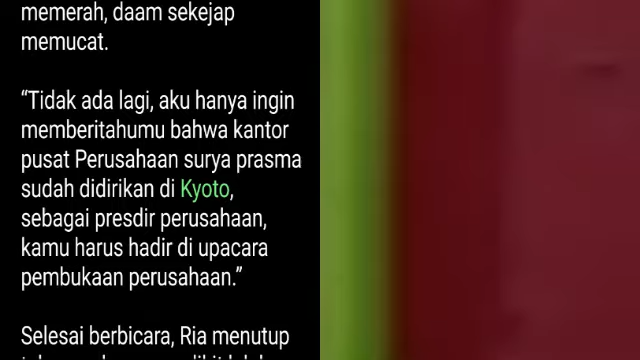 memerah, daam sekejap
memucat.
“Tidak ada lagi, aku hanya ingin
memberitahumu bahwa kantor
pusat Perusahaan surya prasma
sudah didirikan di Kyoto,
sebagai presdir perusahaan,
kamu harus hadir di upacara
pembukaan perusahaan.”
Selesai berbicara, Ria menutup